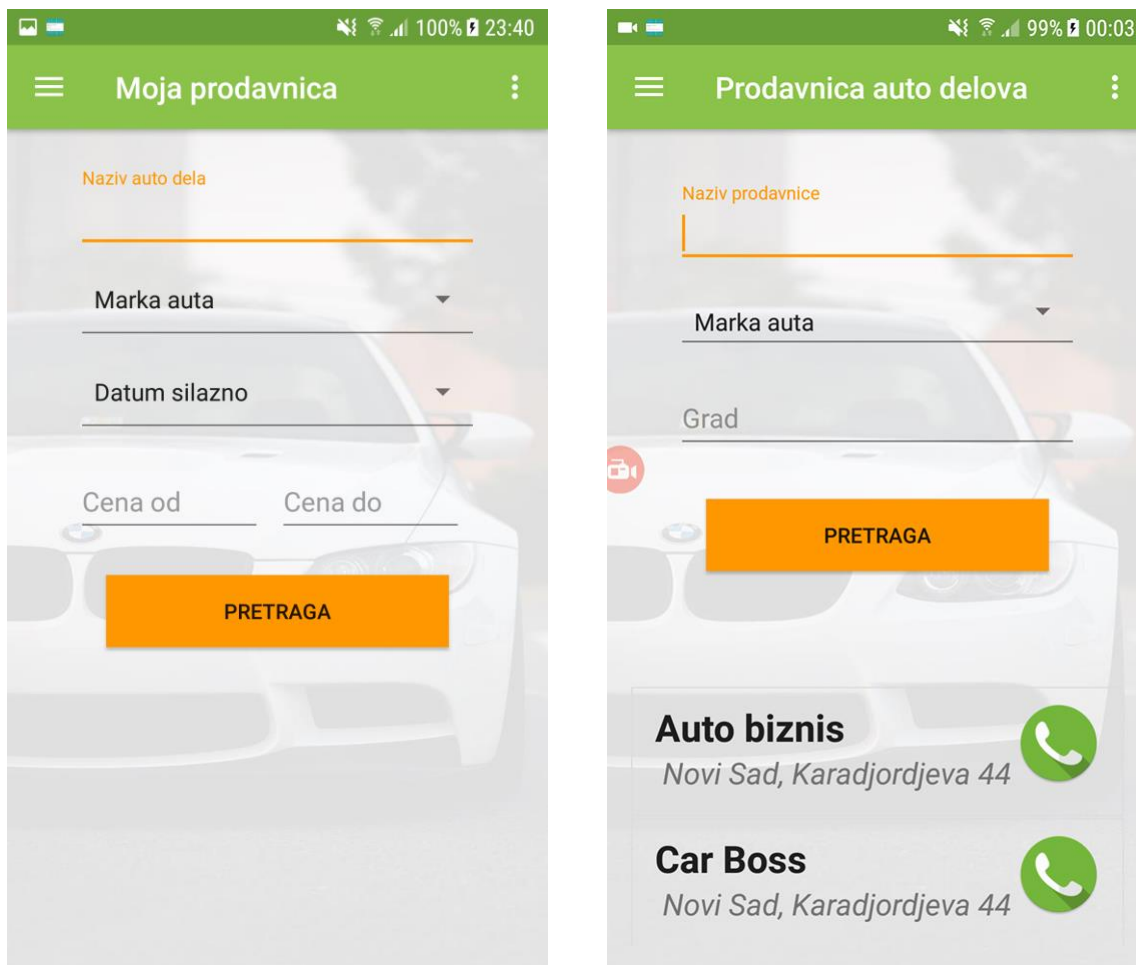 100% 23:40
Moja prodavnica
Naziv auto dela
Marka auta
Datum silazno
Cena od Cena do
PRETRAGA
99% 00:03
Prodavnica auto delova
Naziv prodavnice
Marka auta
Grad
PRETRAGA
Auto biznis
Novi Sad, Karadjordjeva 44
Car Boss
Novi Sad, Karadjordjeva 44